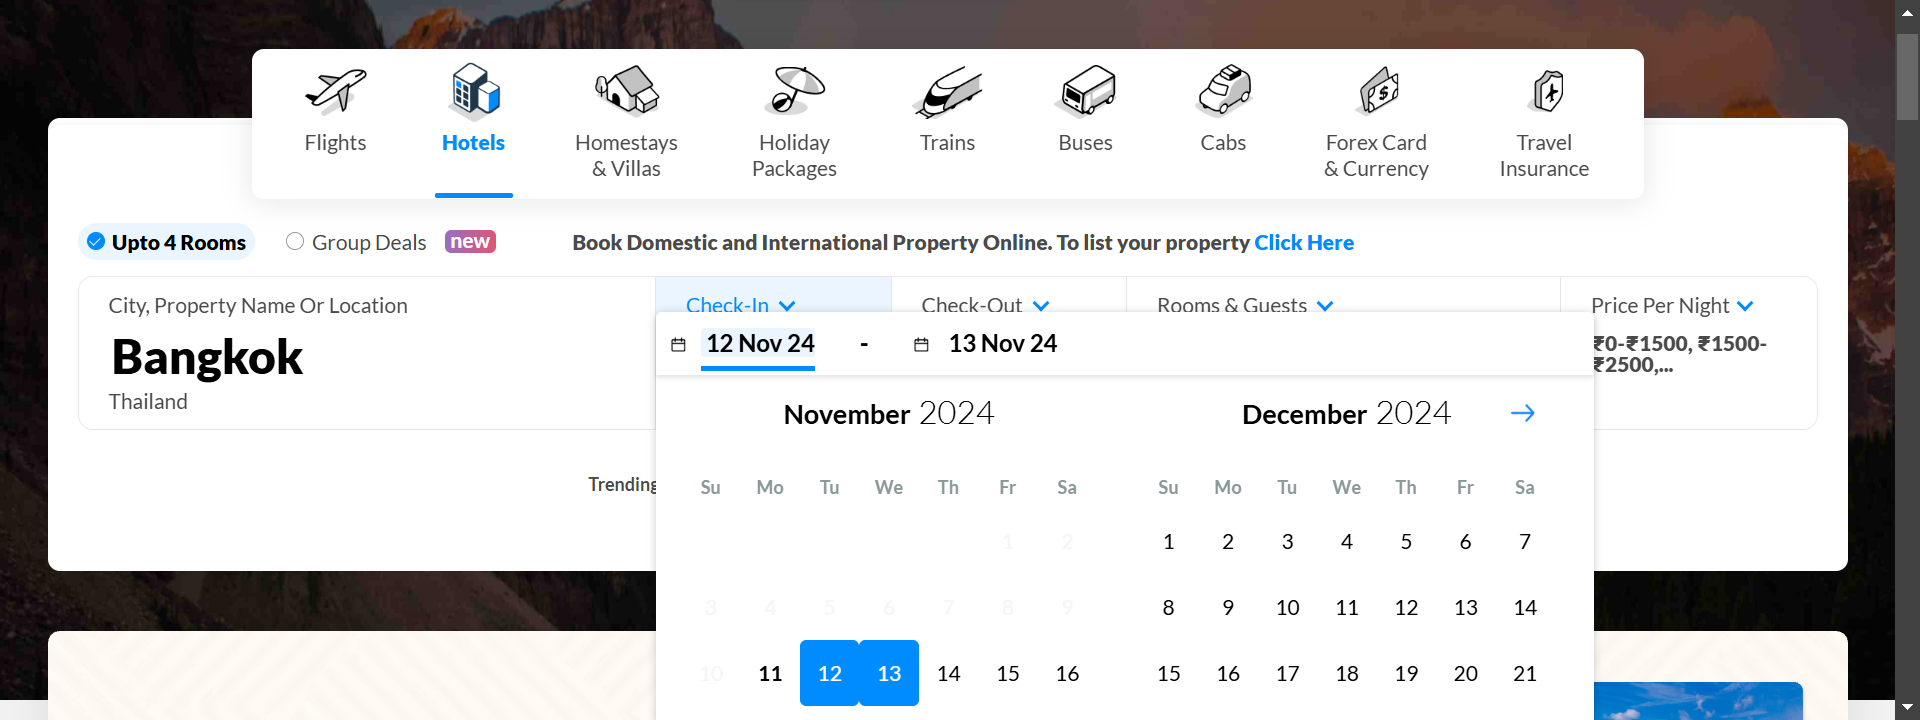 Flights
Hotels
Homestays
& Villas
Holiday
Packages
Trains
Buses
Cabs
Forex Card
& Currency
Travel
Insurance
Upto 4 Rooms
Group Deals
new
Book Domestic and International Property Online. To list your property Click Here
City, Property Name Or Location
Bangkok
Thailand
Check-In
Check-Out
Rooms & Guests
Price Per Night
₹0-₹1500, ₹1500-
₹2500,...
12 Nov 24 - 13 Nov 24
Trending
November 2024
Su Mo Tu We Th Fr Sa
1 2
3 4 5 6 7 8 9
10 11 12 13 14 15 16
December 2024
Su Mo Tu We Th Fr Sa
1 2 3 4 5 6 7
8 9 10 11 12 13 14
15 16 17 18 19 20 21